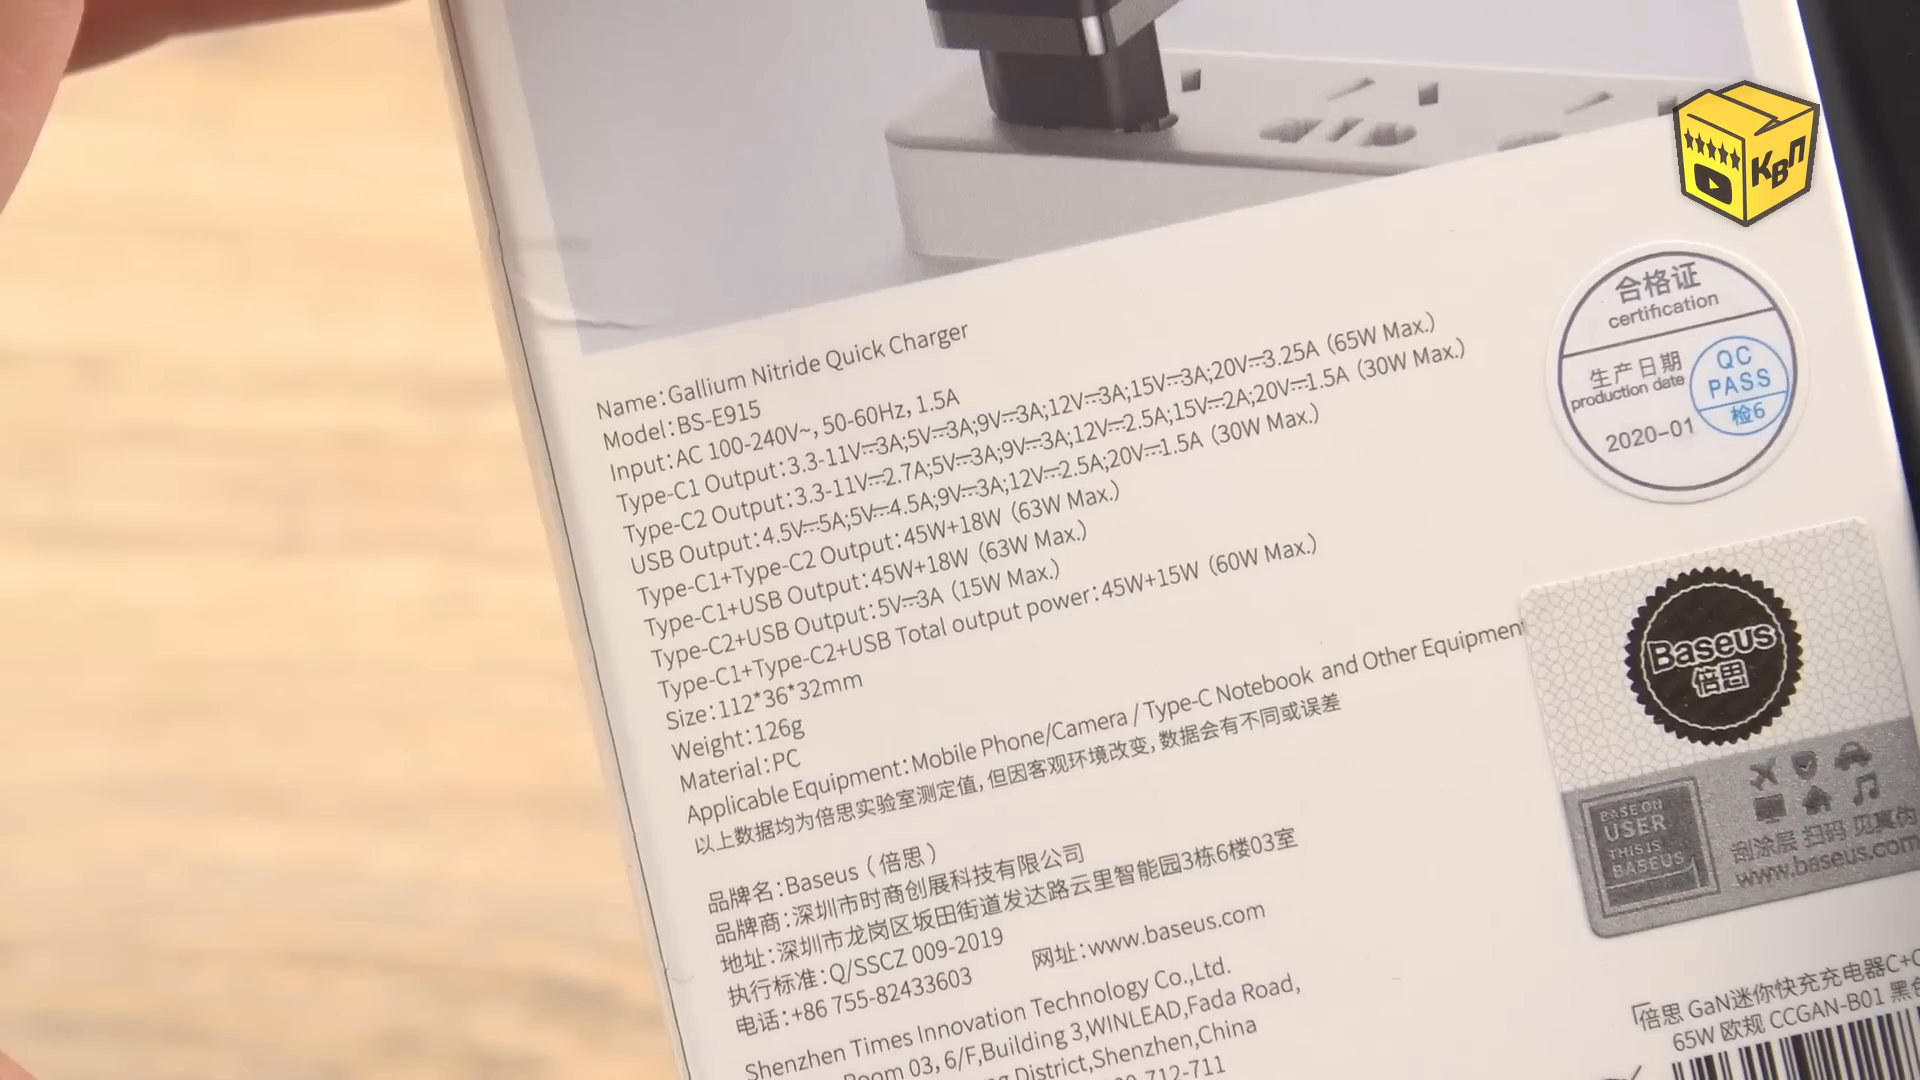 КВП
合格证
certification
生产日期
production date
2020-01
QC
PASS
检6
Name:Gallium Nitride Quick Charger
Model:BS-E915
Input:AC 100-240V~, 50-60Hz, 1.5A
Type-C1 Output:3.3-11V⎓3A;5V⎓3A;9V⎓3A;12V⎓3A;15V⎓3A;20V⎓3.25A (65W Max.)
Type-C2 Output:3.3-11V⎓2.7A;5V⎓3A;9V⎓3A;12V⎓2.5A;15V⎓2A;20V⎓1.5A (30W Max.)
USB Output:4.5V⎓5A;5V⎓4.5A;9V⎓3A;12V⎓2.5A;20V⎓1.5A (30W Max.)
Type-C1+Type-C2 Output:45W+18W (63W Max.)
Type-C1+USB Output:45W+18W (63W Max.)
Type-C2+USB Output:5V⎓3A (15W Max.)
Type-C1+Type-C2+USB Total output power:45W+15W (60W Max.)
Size:112*36*32mm
Weight:126g
Material:PC
Applicable Equipment:Mobile Phone/Camera / Type-C Notebook and Other Equipment
以上数据均为倍思实验室测定值, 但因客观环境改变, 数据会有不同或误差
品牌名:Baseus (倍思)
品牌商:深圳市时商创展科技有限公司
地址:深圳市龙岗区坂田街道发达路云里智能园3栋6楼03室
执行标准:Q/SSCZ 009-2019
电话:+86 755-82433603 网址:www.baseus.com
Shenzhen Times Innovation Technology Co.,Ltd.
Room 03, 6/F,Building 3,WINLEAD,Fada Road,
District,Shenzhen,China
712-711
Baseus
倍思
BASE ON
USER
THIS IS
BASEUS
刮涂层 扫码 见真伪
www.baseus.com
「倍思 GaN迷你快充充电器C+C
65W 欧规 CCGAN-B01 黑色